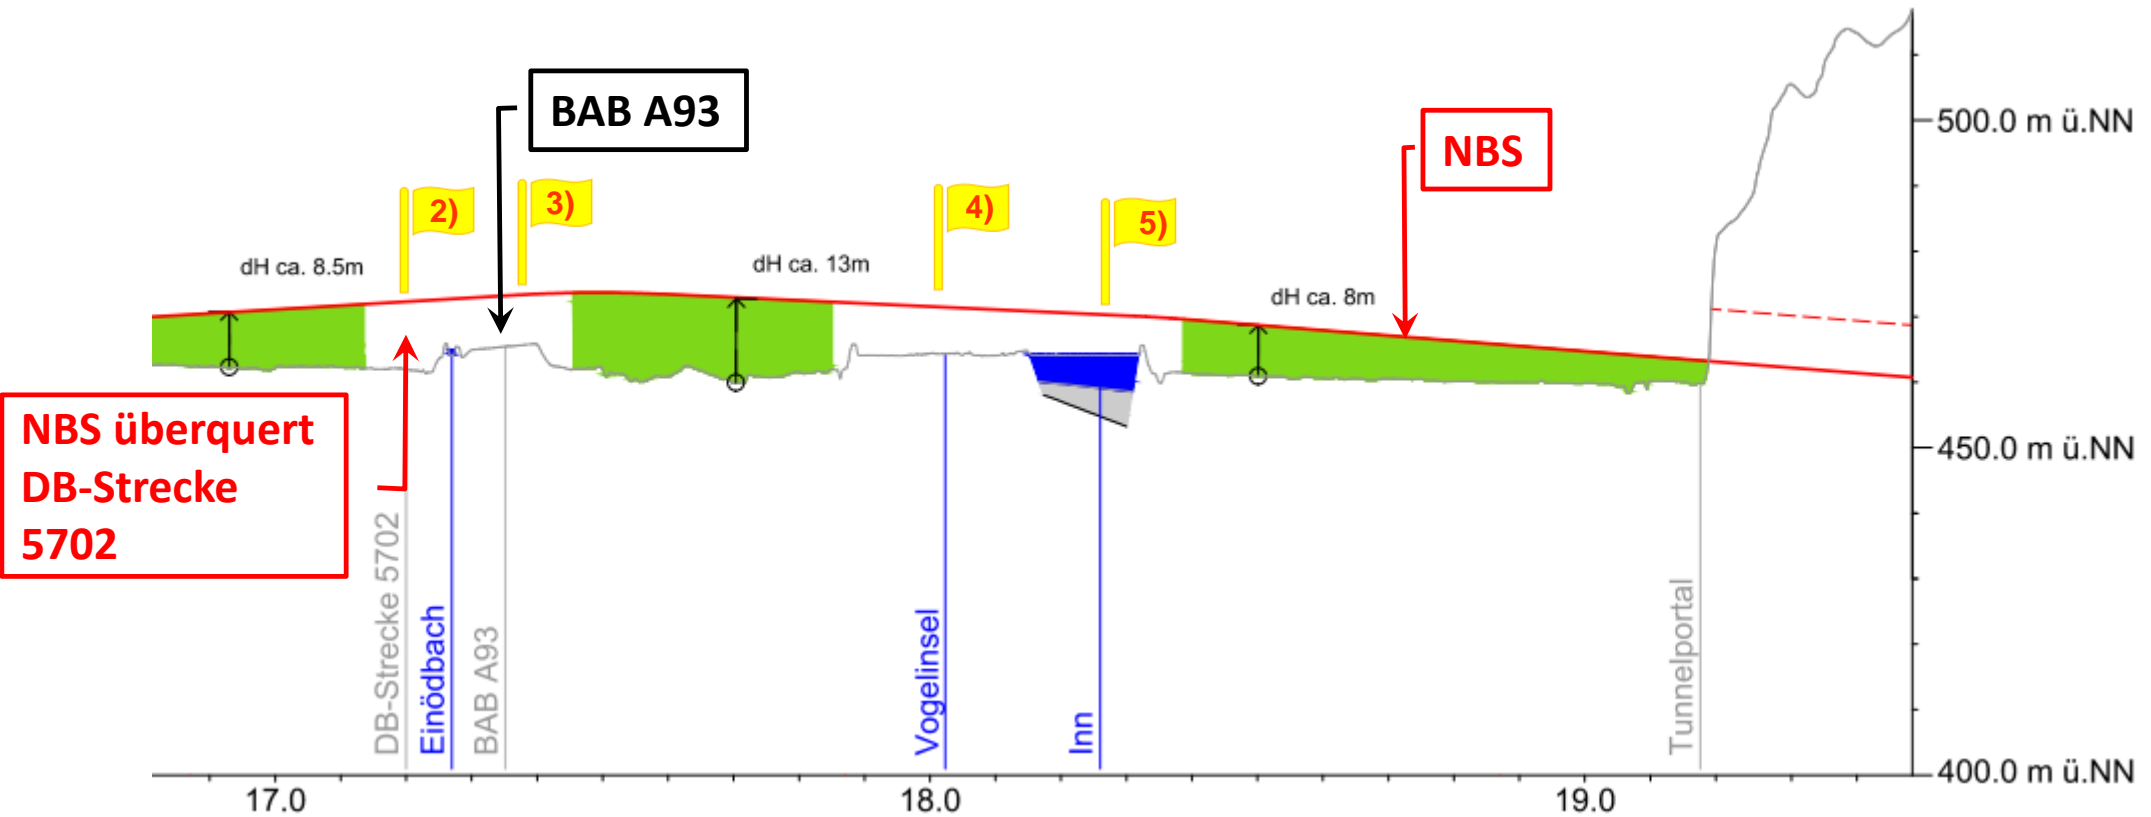 BAB A93
500.0 m ü.NN
NBS
2)
3)
4)
5)
dH ca. 8.5m
dH ca. 13m
dH ca. 8m
NBS überquert
DB-Strecke
5702
450.0 m ü.NN
DB-Strecke 5702
Einödbach
BAB A93
Vogelinsel
Inn
Tunnelportal
400.0 m ü.NN
17.0
18.0
19.0